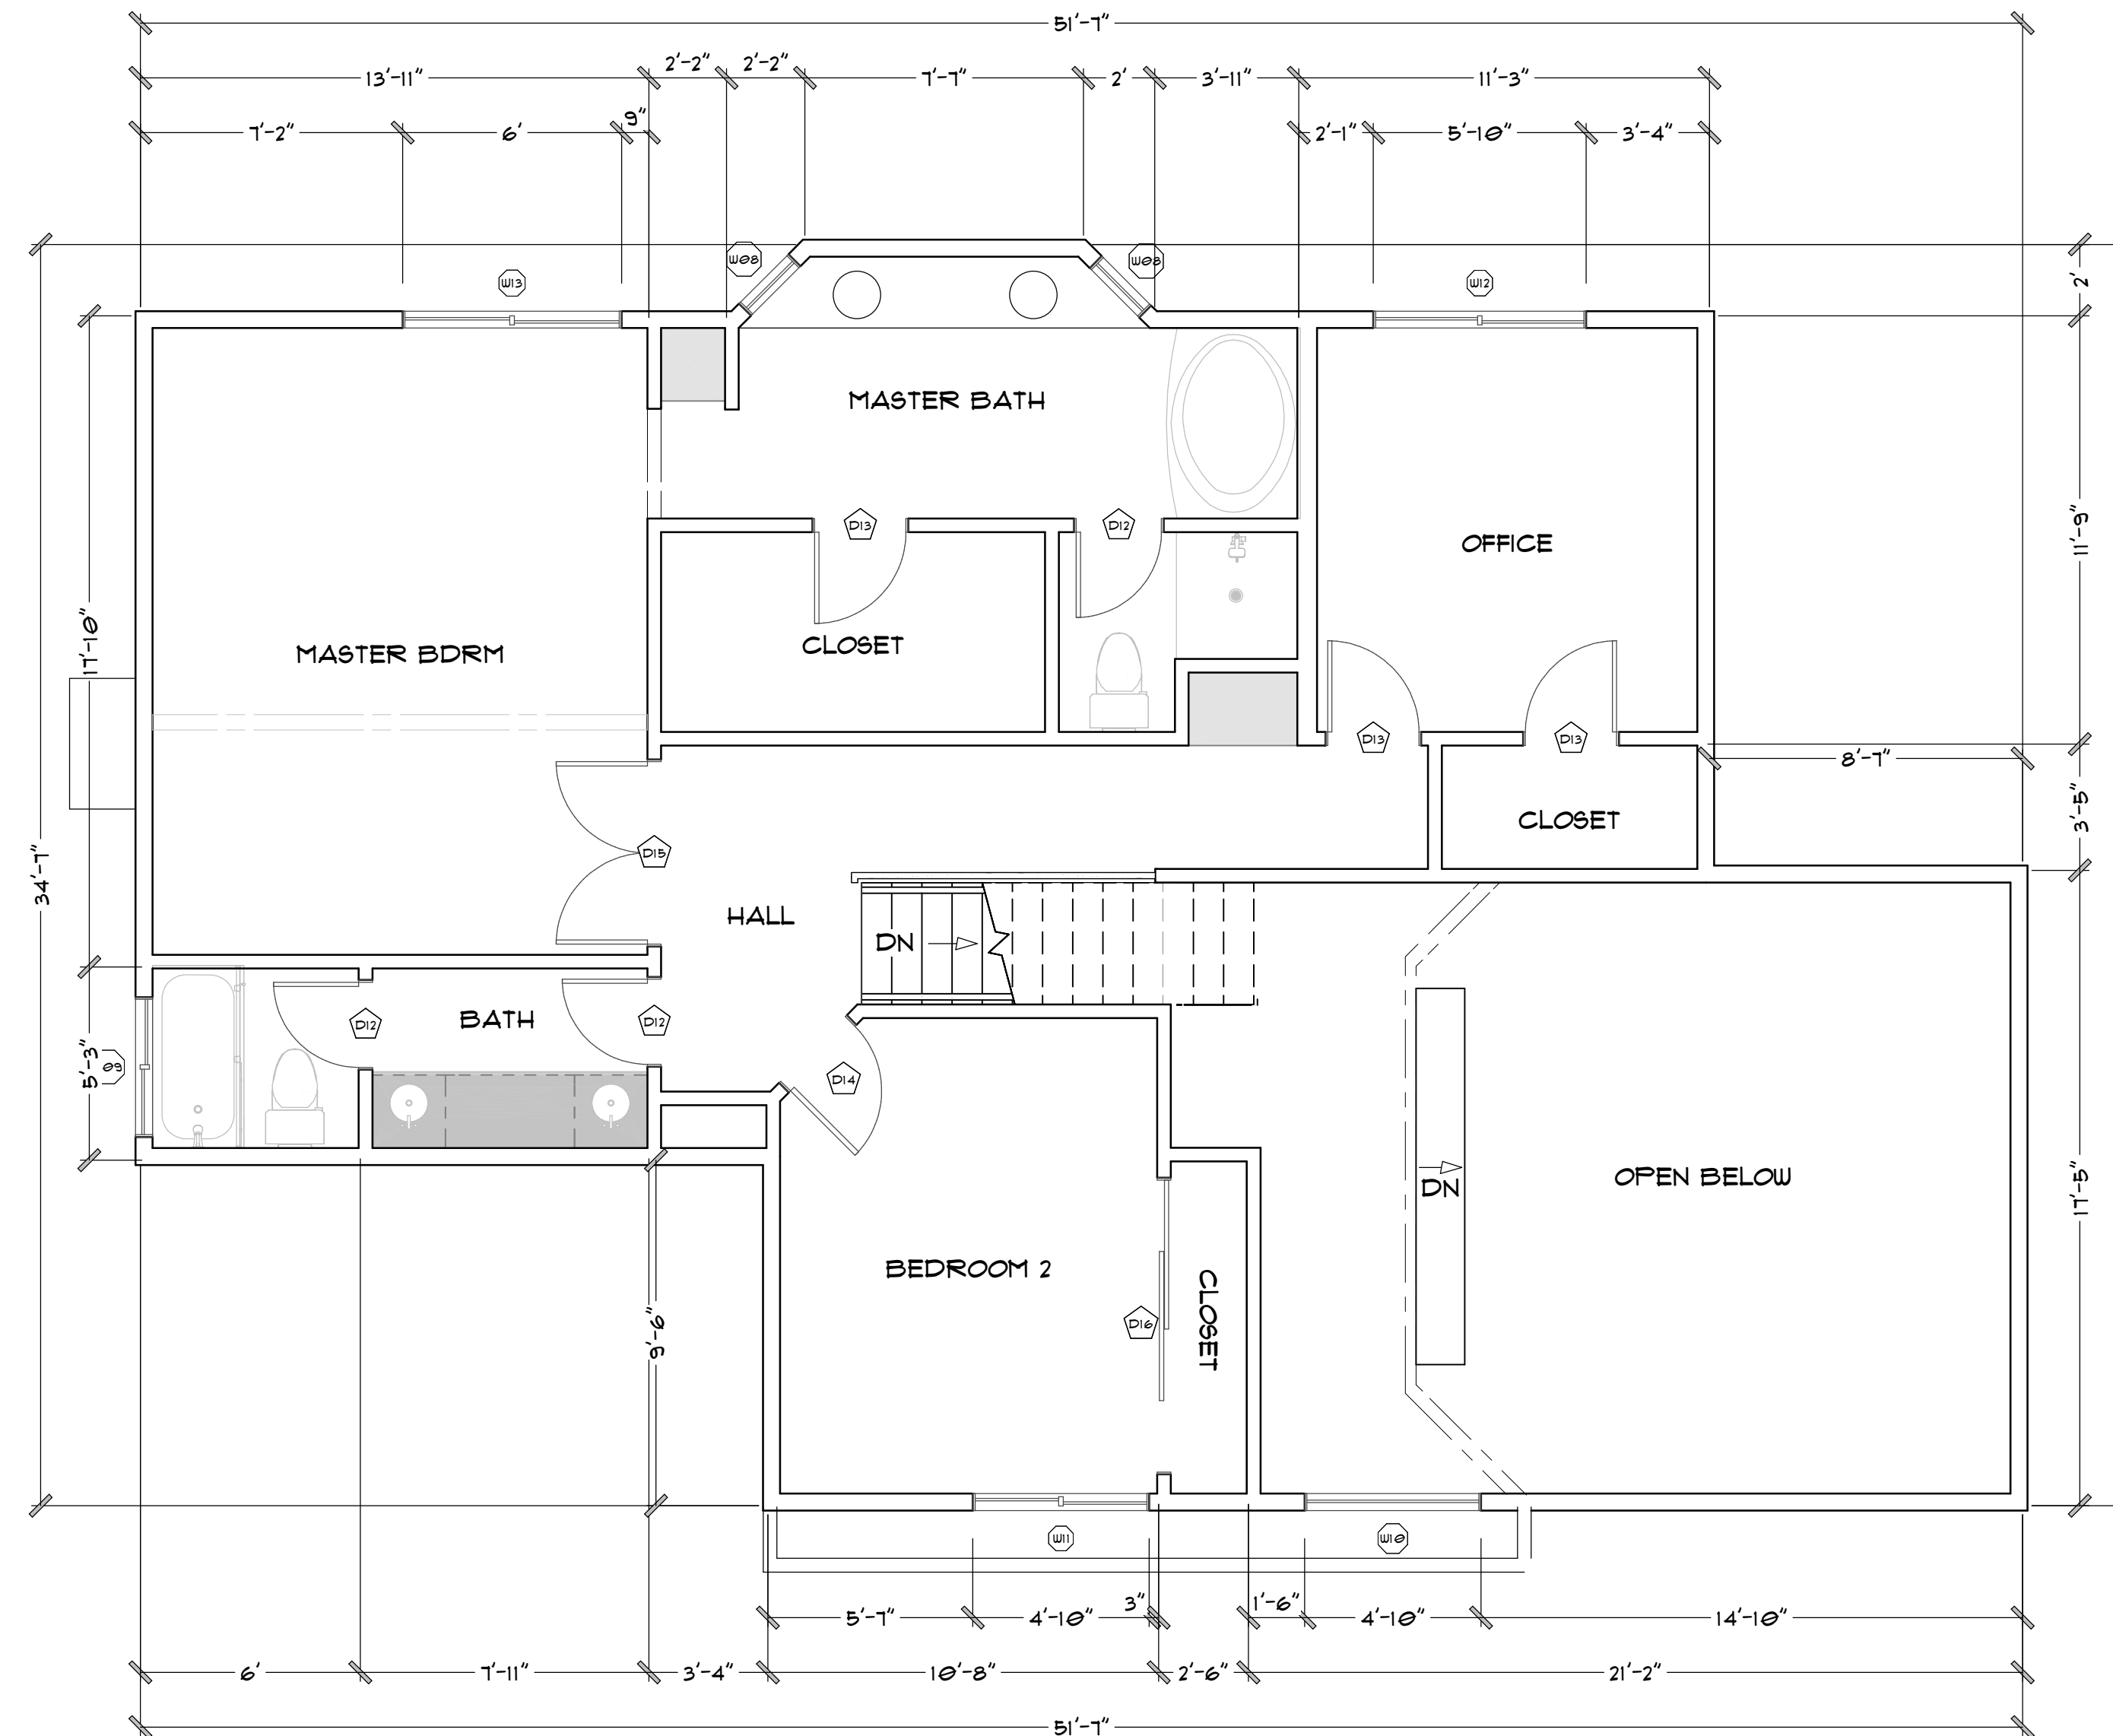 51'-7"
13'-11"
2'-2"
2'-2"
7'-7"
2'
3'-11"
11'-3"
7'-2"
6'
9"
2'-1"
5'-10"
3'-4"
W08
W08
W13
W12
2'
MASTER BATH
D13
D12
OFFICE
11'-9"
17'-10"
MASTER BDRM
CLOSET
D13
D13
8'-7"
3'-5"
CLOSET
D15
34'-7"
HALL
DN
BATH
D12
D12
5'-3"
09
D14
OPEN BELOW
DN
17'-5"
BEDROOM 2
CLOSET
D16
9'-6"
W11
W10
5'-7"
4'-10"
3"
1'-6"
4'-10"
14'-10"
6'
7'-11"
3'-4"
10'-8"
2'-6"
21'-2"
51'-7"